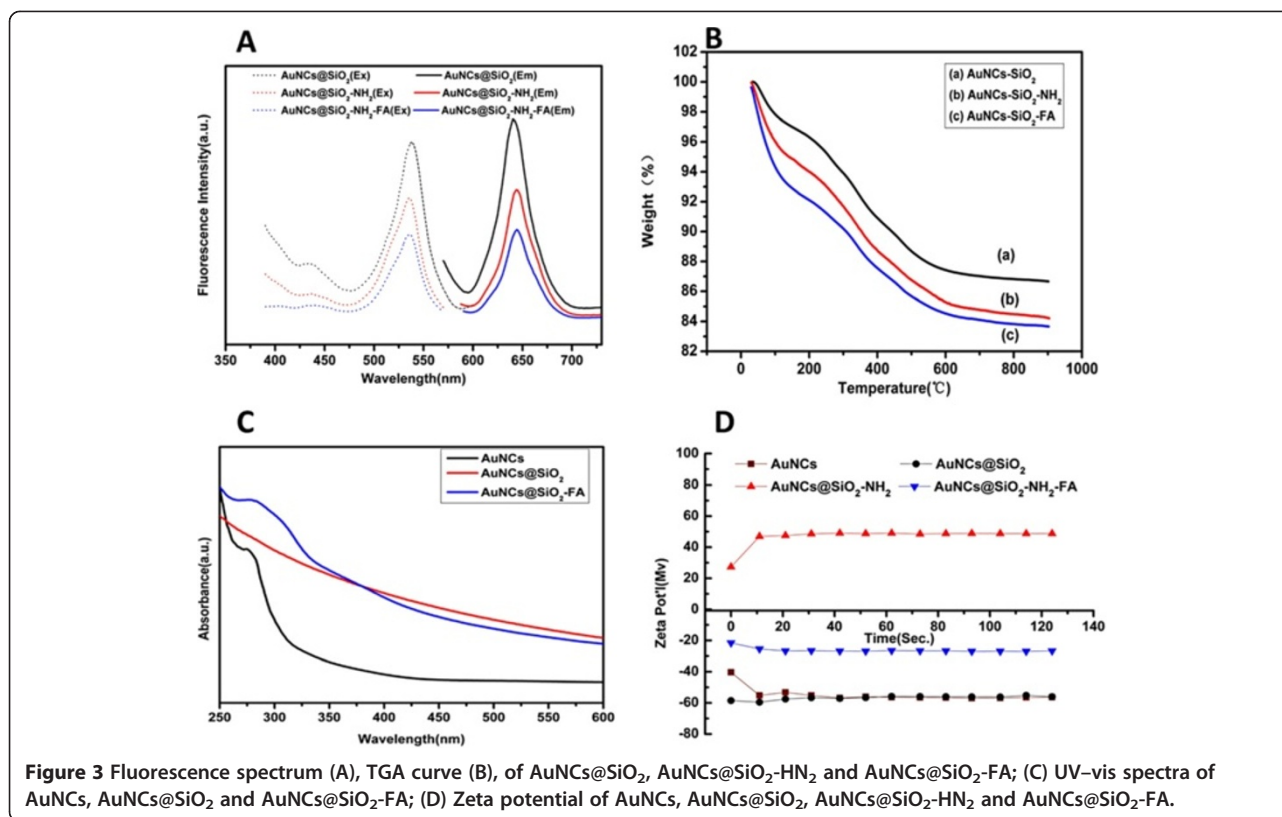 A
AuNCs@SiO₂(Ex) AuNCs@SiO₂(Em)
AuNCs@SiO₂-NH₂(Ex) AuNCs@SiO₂-NH₂(Em)
AuNCs@SiO₂-NH₂-FA(Ex) AuNCs@SiO₂-NH₂-FA(Em)
Fluorescence Intensity(a.u.)
350 400 450 500 550 600 650 700
Wavelength(nm)
B
(a) AuNCs-SiO₂
(b) AuNCs-SiO₂-NH₂
(c) AuNCs-SiO₂-FA
Weight (%)
102
100
98
96
94
92
90
88
86
84
82
(a)
(b)
(c)
0 200 400 600 800 1000
Temperature(℃)
C
AuNCs
AuNCs@SiO₂
AuNCs@SiO₂-FA
Absorbance(a.u.)
250 300 350 400 450 500 550 600
Wavelength(nm)
D
AuNCs AuNCs@SiO₂
AuNCs@SiO₂-NH₂ AuNCs@SiO₂-NH₂-FA
Zeta Pot'l(Mv)
100
80
60
40
20
0
-20
-40
-60
-80
0 20 40 60 80 100 120 140
Time(Sec.)
Figure 3 Fluorescence spectrum (A), TGA curve (B), of AuNCs@SiO₂, AuNCs@SiO₂-HN₂ and AuNCs@SiO₂-FA; (C) UV–vis spectra of
AuNCs, AuNCs@SiO₂ and AuNCs@SiO₂-FA; (D) Zeta potential of AuNCs, AuNCs@SiO₂, AuNCs@SiO₂-HN₂ and AuNCs@SiO₂-FA.